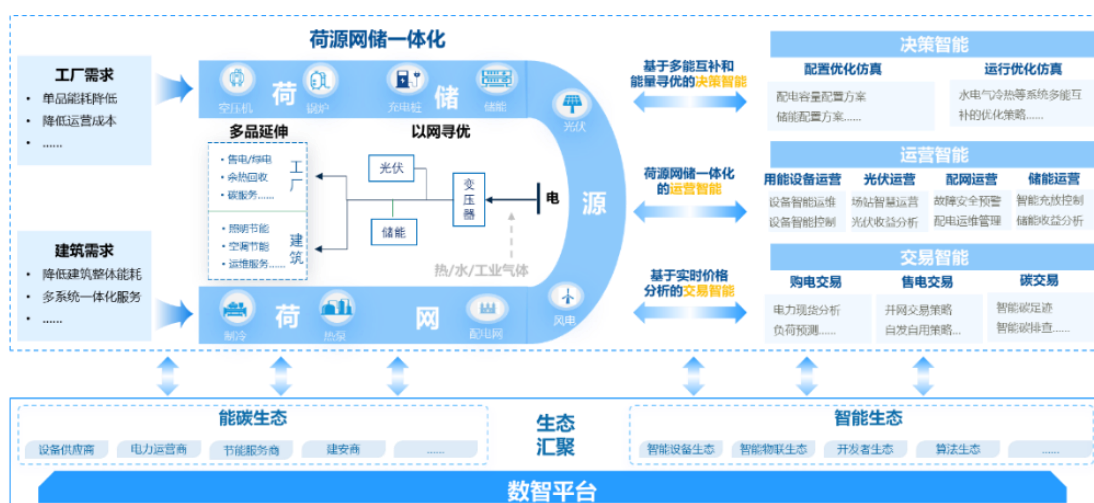 荷源网储一体化
工厂需求
• 单品能耗降低
• 降低运营成本
• ……
建筑需求
• 降低建筑整体能耗
• 多系统一体化服务
• ……
空压机
荷
锅炉
充电桩
储
储能
光伏
源
风电
制冷
荷
热泵
网
配电网
多品延伸
以网寻优
• 售电/绿电
• 余热回收
• 碳服务……
工厂
• 照明节能
• 空调节能
• 运维服务……
建筑
光伏
储能
变压器
电
热/水/工业气体
基于多能互补和
能量寻优的决策智能
荷源网储一体化
的运营智能
基于实时价格
分析的交易智能
决策智能
配置优化仿真
运行优化仿真
配电容量配置方案
储能配置方案……
水电气冷热等系统多能互
补的优化策略……
运营智能
用能设备运营
光伏运营
配网运营
储能运营
设备智能运维
设备智能控制
场站智慧运营
光伏收益分析
故障安全预警
配电运维管理
智能充放控制
储能收益分析
交易智能
购电交易
售电交易
碳交易
电力现货分析
负荷预测……
并网交易策略
自发自用策略...
智能碳足迹
智能碳排查……
能碳生态
设备供应商
电力运营商
节能服务商
建安商
……
生态
汇聚
智能生态
智能设备生态
智能物联生态
开发者生态
算法生态
……
数智平台